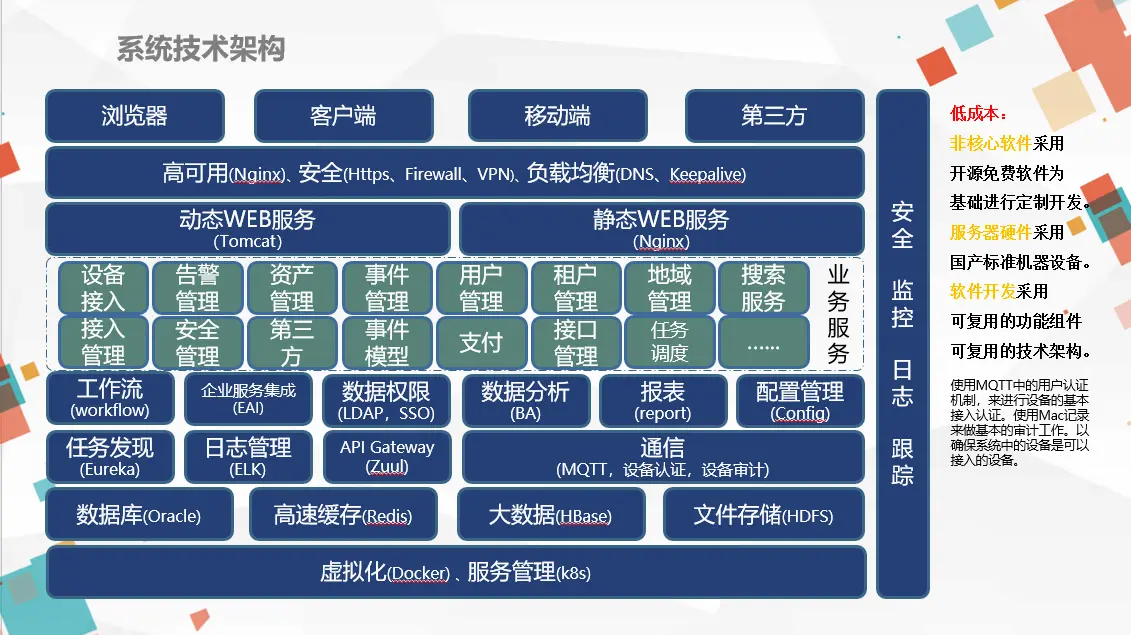 系统技术架构
浏览器
客户端
移动端
第三方
高可用(Nginx)、安全(Https、Firewall、VPN)、负载均衡(DNS、Keepalive)
动态WEB服务
(Tomcat)
静态WEB服务
(Nginx)
设备
接入
告警
管理
资产
管理
事件
管理
用户
管理
租户
管理
地域
管理
搜索
服务
接入
管理
安全
管理
第三
方
事件
模型
支付
接口
管理
任务
调度
......
业
务
服
务
工作流
(workflow)
企业服务集成
(EAI)
数据权限
(LDAP，SSO)
数据分析
(BA)
报表
(report)
配置管理
(Config)
任务发现
(Eureka)
日志管理
(ELK)
API Gateway
(Zuul)
通信
(MQTT，设备认证，设备审计)
数据库(Oracle)
高速缓存(Redis)
大数据(HBase)
文件存储(HDFS)
虚拟化(Docker) 、服务管理(k8s)
安
全
监
控
日
志
跟
踪
低成本：
非核心软件采用
开源免费软件为
基础进行定制开发。
服务器硬件采用
国产标准机器设备。
软件开发采用
可复用的功能组件
可复用的技术架构。
使用MQTT中的用户认证
机制，来进行设备的基本
接入认证。使用Mac记录
来做基本的审计工作。以
确保系统中的设备是可以
接入的设备。